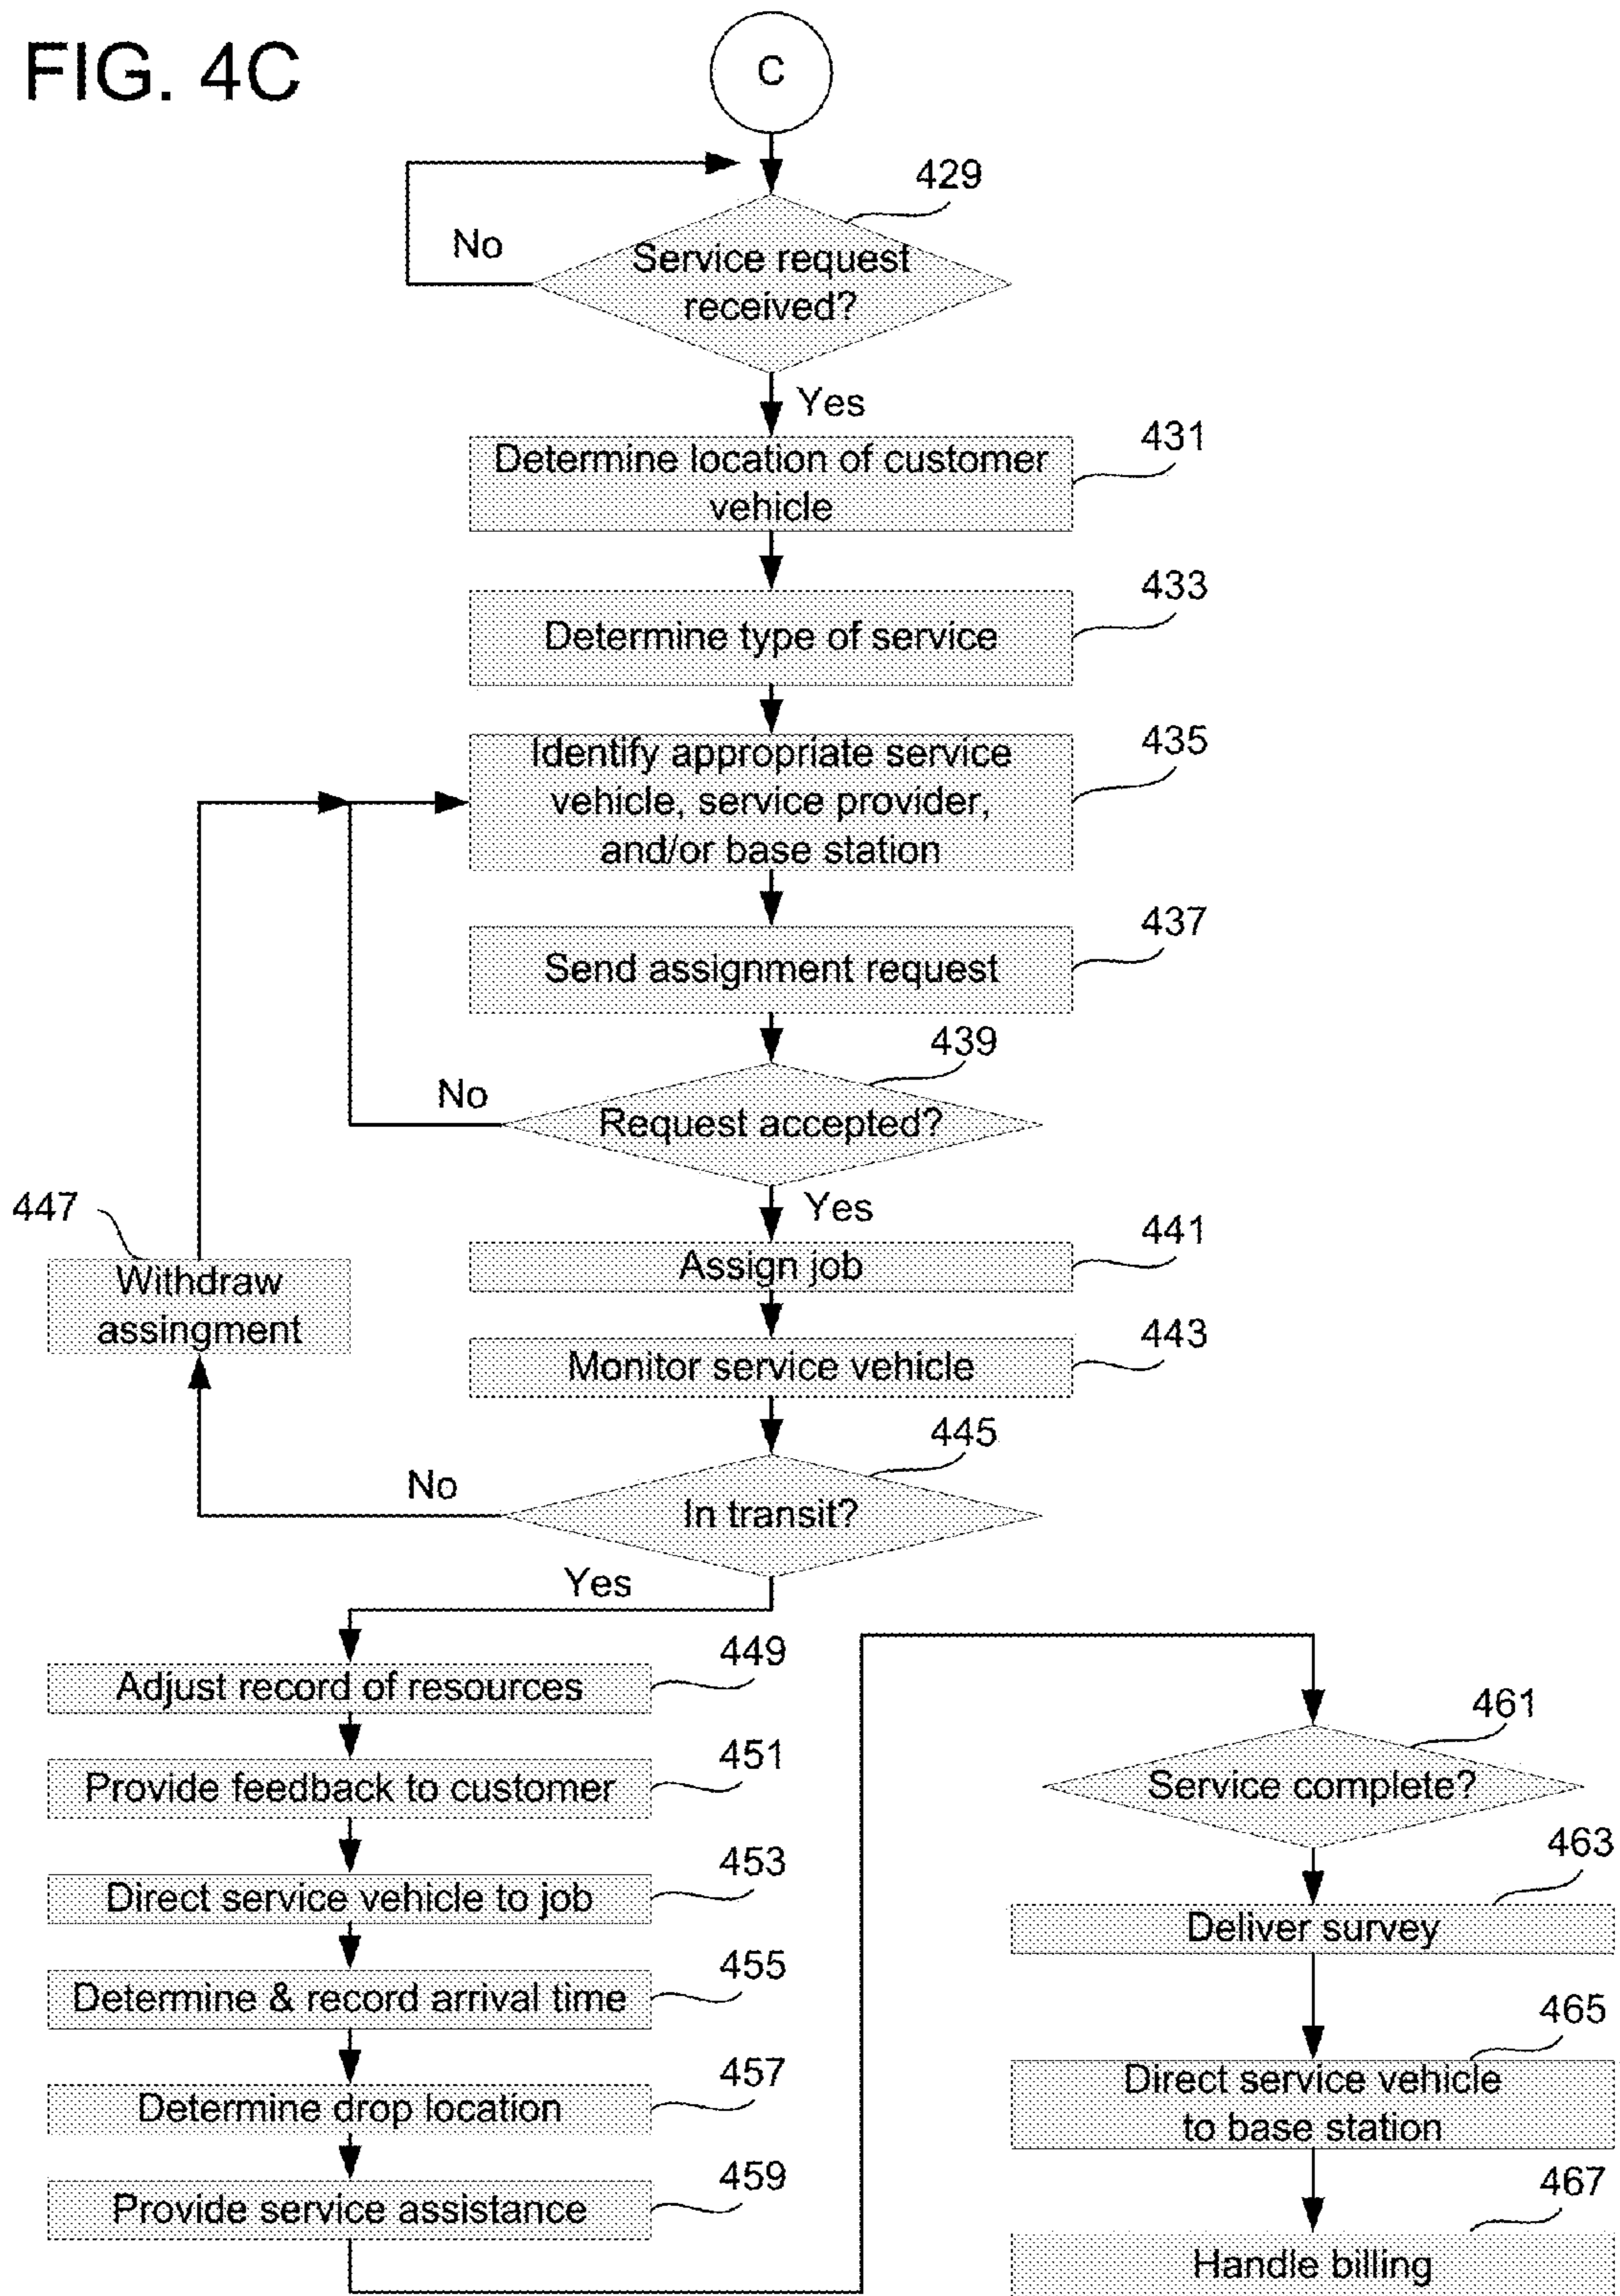 FIG. 4C
C
429
No
Service request
received?
Yes
431
Determine location of customer
vehicle
433
Determine type of service
435
Identify appropriate service
vehicle, service provider,
and/or base station
437
Send assignment request
439
No
Request accepted?
Yes
447
Withdraw
assingment
441
Assign job
443
Monitor service vehicle
445
No
In transit?
Yes
449
Adjust record of resources
451
Provide feedback to customer
453
Direct service vehicle to job
455
Determine & record arrival time
457
Determine drop location
459
Provide service assistance
461
Service complete?
463
Deliver survey
465
Direct service vehicle
to base station
467
Handle billing